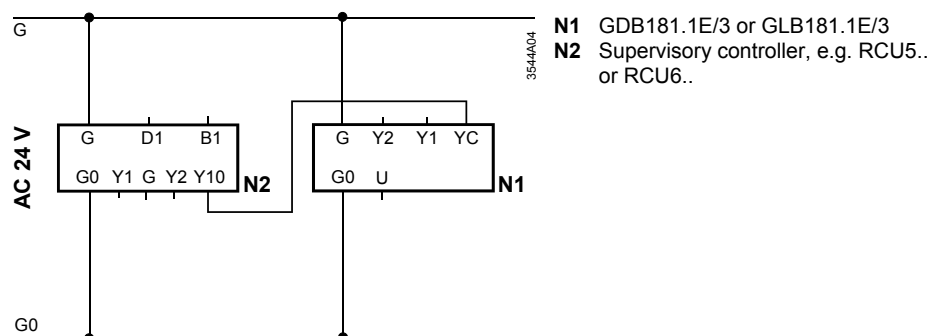 G
N1 GDB181.1E/3 or GLB181.1E/3
N2 Supervisory controller, e.g. RCU5..
or RCU6..
3544A04
AC 24 V
G D1 B1
G0 Y1 G Y2 Y10
N2
G Y2 Y1 YC
G0 U
N1
G0